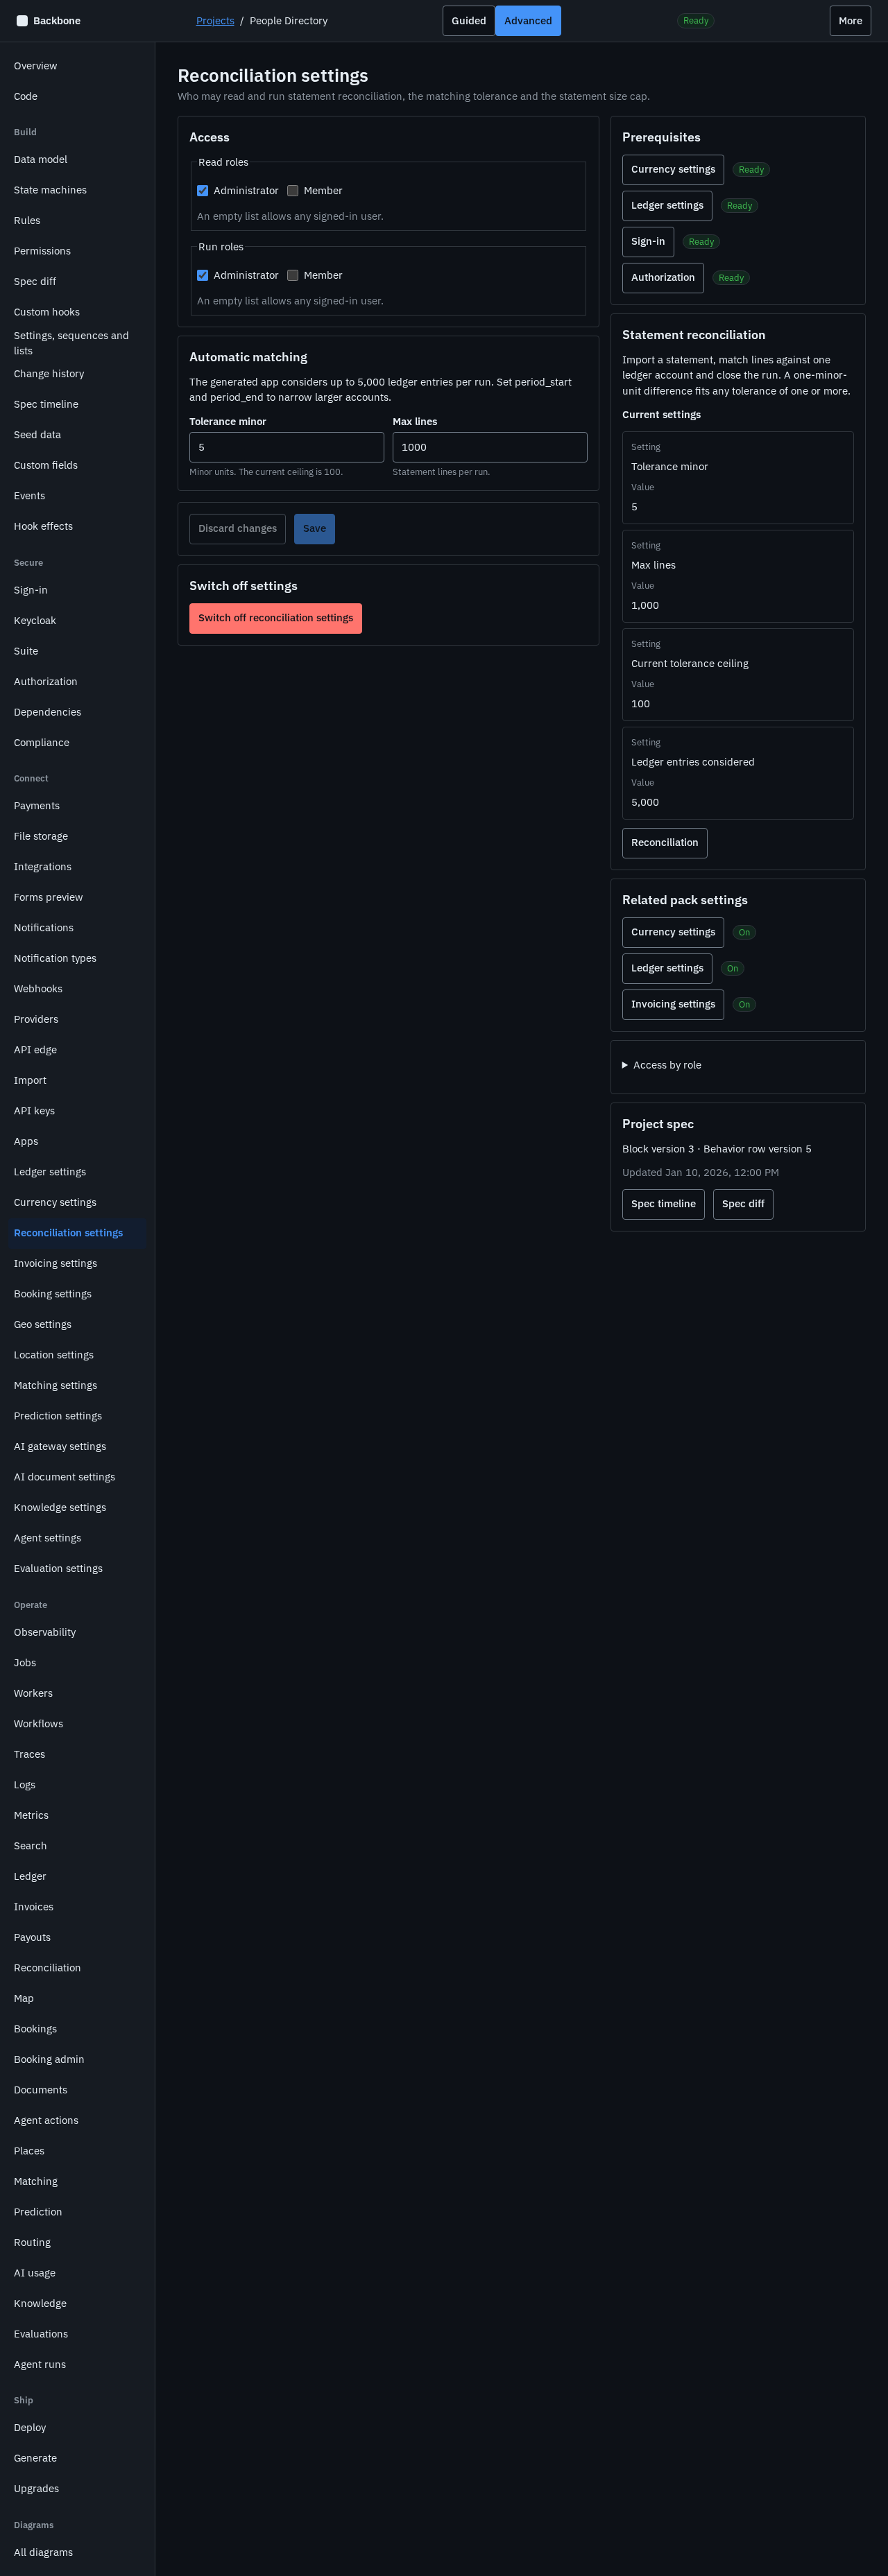 Backbone
Projects / People Directory
Guided
Advanced
Ready
More
Overview
Code
Build
Data model
State machines
Rules
Permissions
Spec diff
Custom hooks
Settings, sequences and
lists
Change history
Spec timeline
Seed data
Custom fields
Events
Hook effects
Secure
Sign-in
Keycloak
Suite
Authorization
Dependencies
Compliance
Connect
Payments
File storage
Integrations
Forms preview
Notifications
Notification types
Webhooks
Providers
API edge
Import
API keys
Apps
Ledger settings
Currency settings
Reconciliation settings
Invoicing settings
Booking settings
Geo settings
Location settings
Matching settings
Prediction settings
AI gateway settings
AI document settings
Knowledge settings
Agent settings
Evaluation settings
Operate
Observability
Jobs
Workers
Workflows
Traces
Logs
Metrics
Search
Ledger
Invoices
Payouts
Reconciliation
Map
Bookings
Booking admin
Documents
Agent actions
Places
Matching
Prediction
Routing
AI usage
Knowledge
Evaluations
Agent runs
Ship
Deploy
Generate
Upgrades
Diagrams
All diagrams
Reconciliation settings
Who may read and run statement reconciliation, the matching tolerance and the statement size cap.
Access
Read roles
Administrator
Member
An empty list allows any signed-in user.
Run roles
Administrator
Member
An empty list allows any signed-in user.
Automatic matching
The generated app considers up to 5,000 ledger entries per run. Set period_start
and period_end to narrow larger accounts.
Tolerance minor
5
Minor units. The current ceiling is 100.
Max lines
1000
Statement lines per run.
Discard changes
Save
Switch off settings
Switch off reconciliation settings
Prerequisites
Currency settings
Ready
Ledger settings
Ready
Sign-in
Ready
Authorization
Ready
Statement reconciliation
Import a statement, match lines against one
ledger account and close the run. A one-minor-
unit difference fits any tolerance of one or more.
Current settings
Setting
Tolerance minor
Value
5
Setting
Max lines
Value
1,000
Setting
Current tolerance ceiling
Value
100
Setting
Ledger entries considered
Value
5,000
Reconciliation
Related pack settings
Currency settings
On
Ledger settings
On
Invoicing settings
On
Access by role
Project spec
Block version 3 · Behavior row version 5
Updated Jan 10, 2026, 12:00 PM
Spec timeline
Spec diff